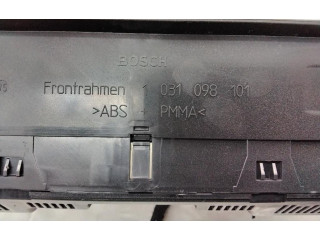 BOSCH
Frontrahmen 1 031 098 101
>ABS + PMMA<